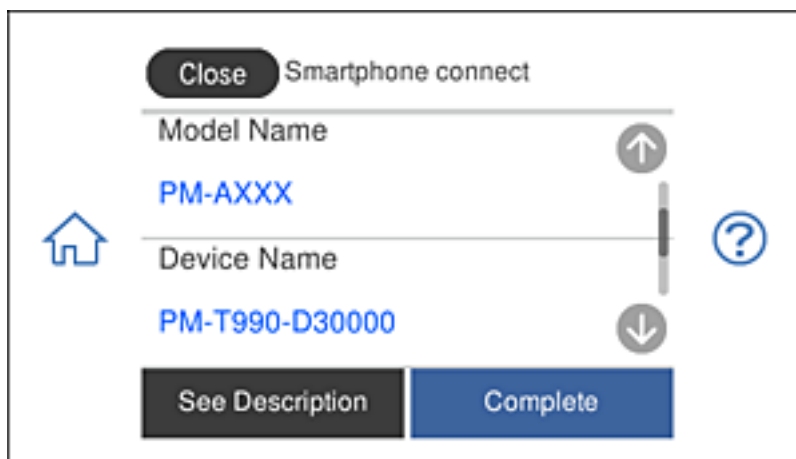 Close Smartphone connect
Model Name
PM-AXXX
Device Name
PM-T990-D30000
See Description Complete
?